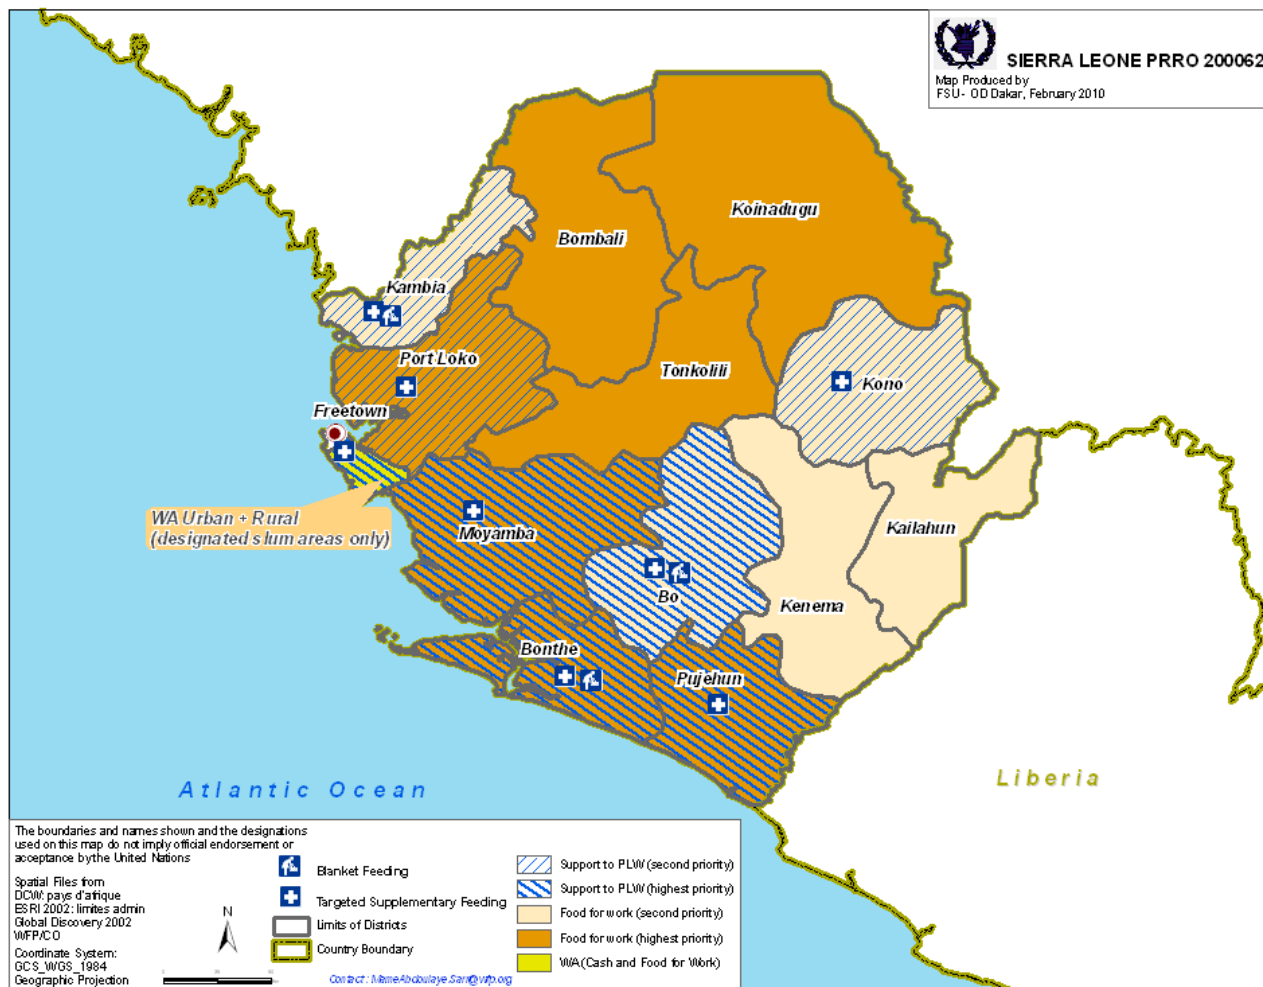 SIERRA LEONE PRRO 200062
Map Produced by
FSU- OD Dakar, February 2010
Koinadugu
Bombali
Kambia
Port Loko
Tonkolili
Kono
Freetown
WA Urban + Rural
(designated slum areas only)
Moyamba
Kailahun
Bo
Kenema
Bonthe
Pujehun
Atlantic Ocean
Liberia
The boundaries and names shown and the designations
used on this map do not imply official endorsement or
acceptance by the United Nations
Spatial Files from
DCW: pays d'afrique
ESRI 2002: limites admin
Global Discovery 2002
WFP/CO
Coordinate System:
GCS_WGS_1984
Geographic Projection
N
Blanket Feeding
Targeted Supplementary Feeding
Limits of Districts
Country Boundary
Support to PLW (second priority)
Support to PLW (highest priority)
Food for work (second priority)
Food for work (highest priority)
WA (Cash and Food for Work)
Contact :